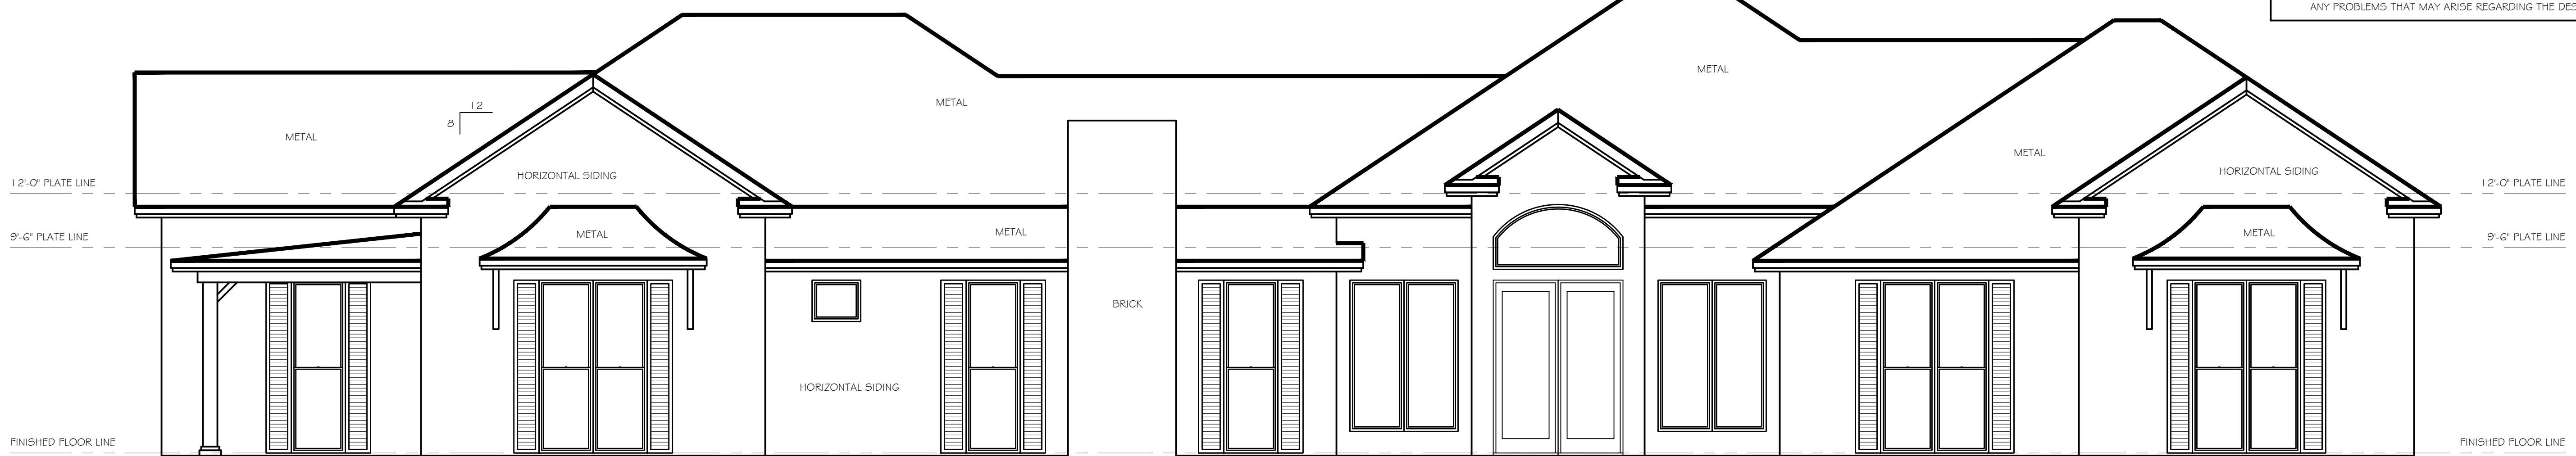 ANY PROBLEMS THAT MAY ARISE REGARDING THE DES
METAL
12
METAL
8
METAL
METAL
HORIZONTAL SIDING
HORIZONTAL SIDING
12'-0" PLATE LINE
12'-0" PLATE LINE
METAL
METAL
METAL
9'-6" PLATE LINE
9'-6" PLATE LINE
BRICK
HORIZONTAL SIDING
FINISHED FLOOR LINE
FINISHED FLOOR LINE